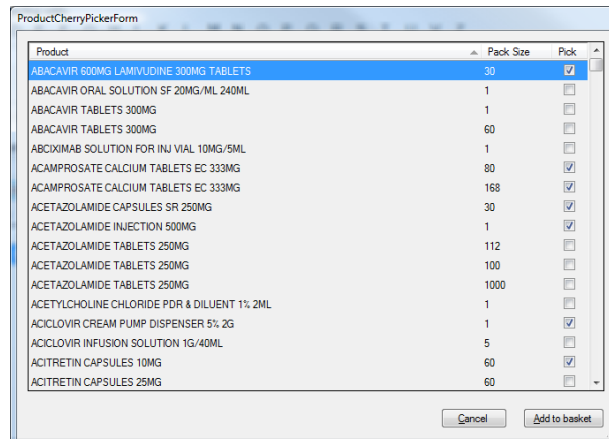 ProductCherryPickerForm
Product Pack Size Pick
ABACAVIR 600MG LAMIVUDINE 300MG TABLETS 30
ABACAVIR ORAL SOLUTION SF 20MG/ML 240ML 1
ABACAVIR TABLETS 300MG 1
ABACAVIR TABLETS 300MG 60
ABCIXIMAB SOLUTION FOR INJ VIAL 10MG/5ML 1
ACAMPROSATE CALCIUM TABLETS EC 333MG 80
ACAMPROSATE CALCIUM TABLETS EC 333MG 168
ACETAZOLAMIDE CAPSULES SR 250MG 30
ACETAZOLAMIDE INJECTION 500MG 1
ACETAZOLAMIDE TABLETS 250MG 112
ACETAZOLAMIDE TABLETS 250MG 100
ACETAZOLAMIDE TABLETS 250MG 1000
ACETYLCHOLINE CHLORIDE PDR & DILUENT 1% 2ML 1
ACICLOVIR CREAM PUMP DISPENSER 5% 2G 1
ACICLOVIR INFUSION SOLUTION 1G/40ML 5
ACITRETIN CAPSULES 10MG 60
ACITRETIN CAPSULES 25MG 60
Cancel Add to basket